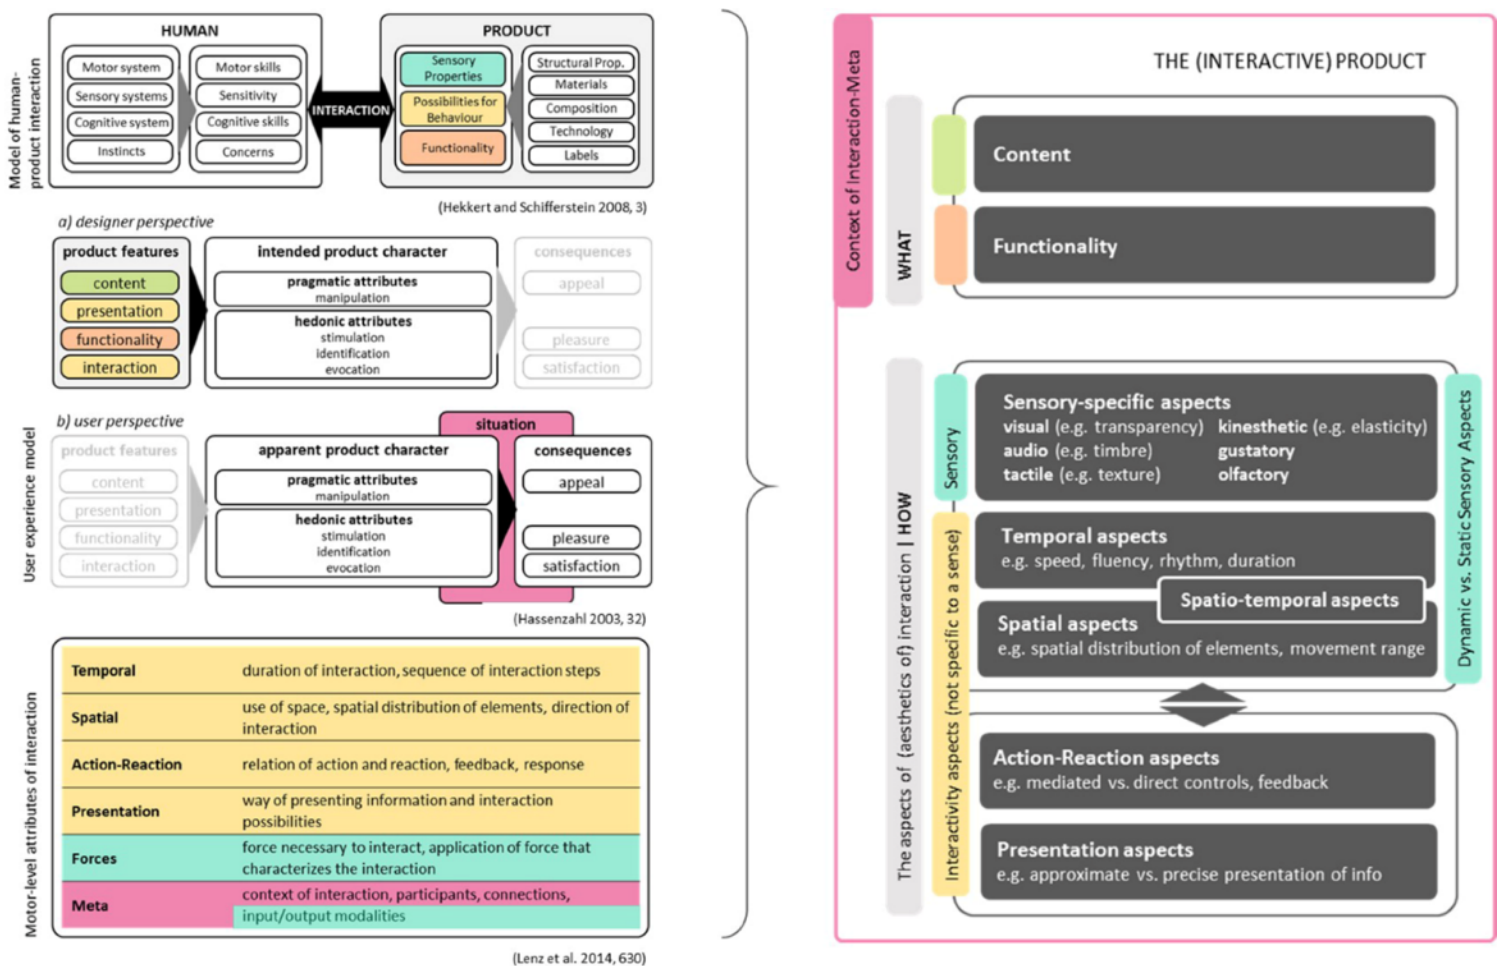 HUMAN
PRODUCT
Model of human-
product interaction
Motor system
Sensory systems
Cognitive system
Instincts
Motor skills
Sensitivity
Cognitive skills
Concerns
INTERACTION
Sensory
Properties
Possibilities for
Behaviour
Functionality
Structural Prop.
Materials
Composition
Technology
Labels
(Hekkert and Schifferstein 2008, 3)
User experience model
a) designer perspective
product features
content
presentation
functionality
interaction
intended product character
pragmatic attributes
manipulation
hedonic attributes
stimulation
identification
evocation
consequences
appeal
pleasure
satisfaction
b) user perspective
situation
product features
content
presentation
functionality
interaction
apparent product character
pragmatic attributes
manipulation
hedonic attributes
stimulation
identification
evocation
consequences
appeal
pleasure
satisfaction
(Hassenzahl 2003, 32)
Motor-level attributes of interaction
Temporal
duration of interaction, sequence of interaction steps
Spatial
use of space, spatial distribution of elements, direction of
interaction
Action-Reaction
relation of action and reaction, feedback, response
Presentation
way of presenting information and interaction
possibilities
Forces
force necessary to interact, application of force that
characterizes the interaction
Meta
context of interaction, participants, connections,
input/output modalities
(Lenz et al. 2014, 630)
Context of Interaction-Meta
THE (INTERACTIVE) PRODUCT
WHAT
Content
Functionality
The aspects of (aesthetics of) interaction | HOW
Sensory
Sensory-specific aspects
visual (e.g. transparency) kinesthetic (e.g. elasticity)
audio (e.g. timbre) gustatory
tactile (e.g. texture) olfactory
Dynamic vs. Static Sensory Aspects
Interactivity aspects (not specific to a sense)
Temporal aspects
e.g. speed, fluency, rhythm, duration
Spatio-temporal aspects
Spatial aspects
e.g. spatial distribution of elements, movement range
Action-Reaction aspects
e.g. mediated vs. direct controls, feedback
Presentation aspects
e.g. approximate vs. precise presentation of info